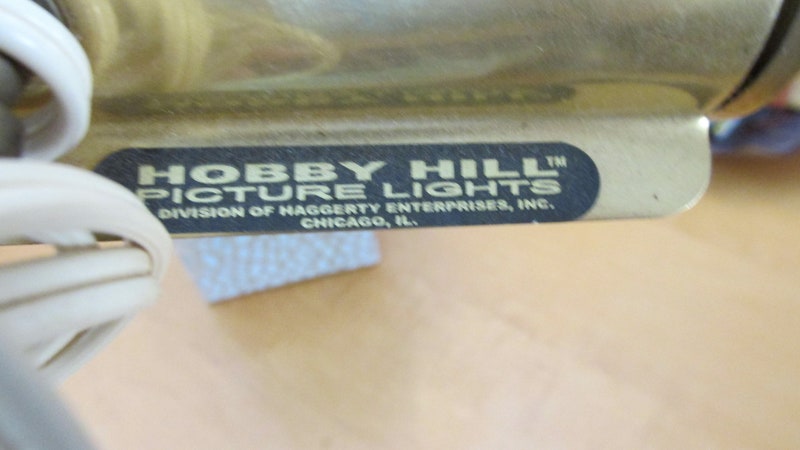 HOBBY HILL™
PICTURE LIGHTS
DIVISION OF HAGGERTY ENTERPRISES, INC.
CHICAGO, IL.